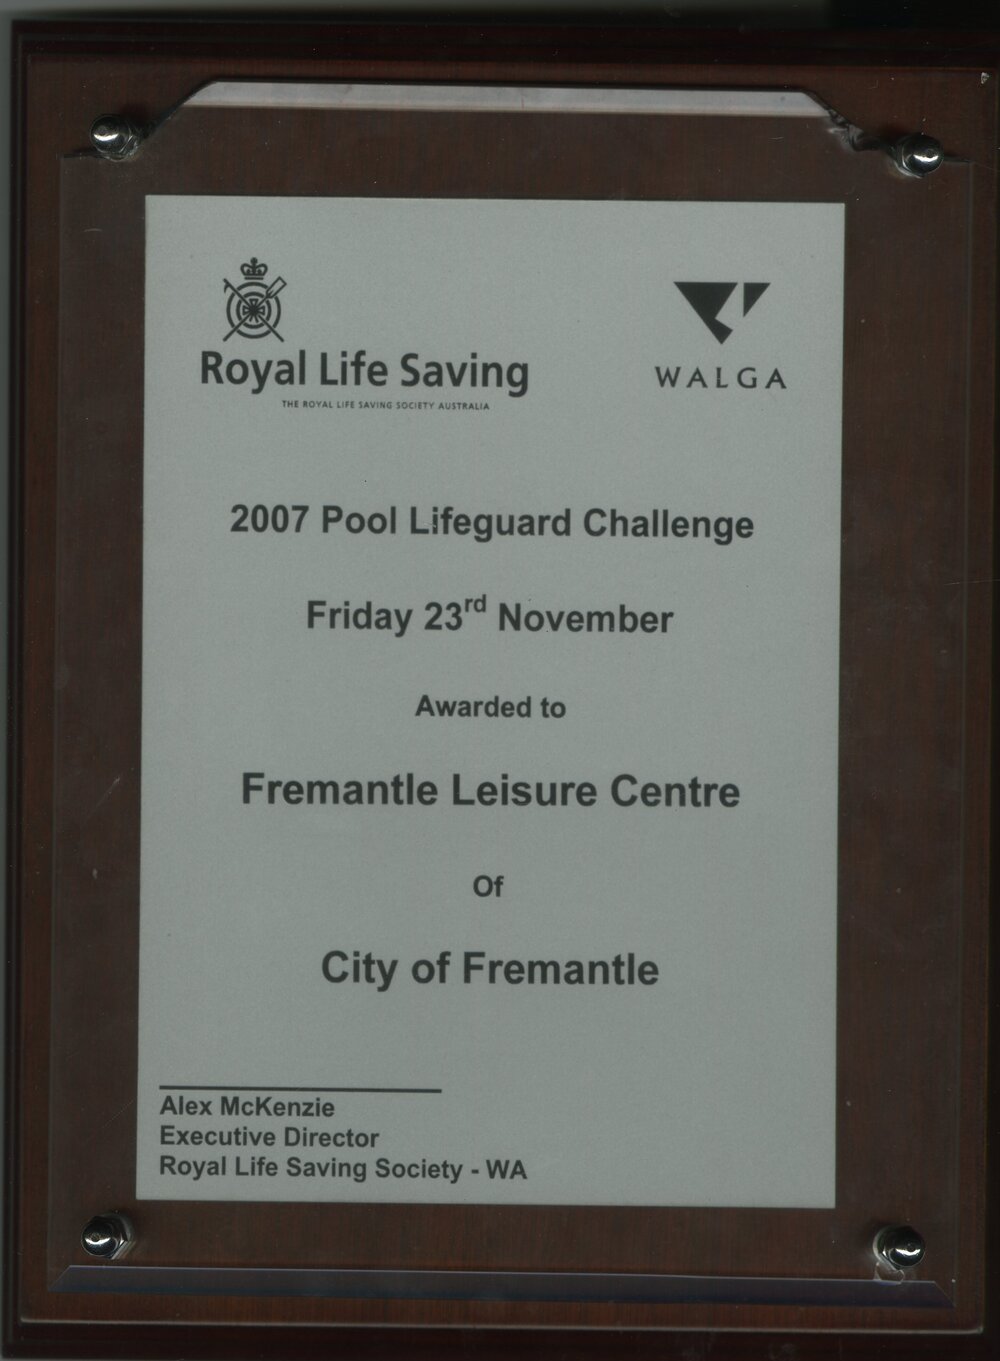 Royal Life Saving
THE ROYAL LIFE SAVING SOCIETY AUSTRALIA
WALGA
2007 Pool Lifeguard Challenge
Friday 23rd November
Awarded to
Fremantle Leisure Centre
Of
City of Fremantle
Alex McKenzie
Executive Director
Royal Life Saving Society - WA